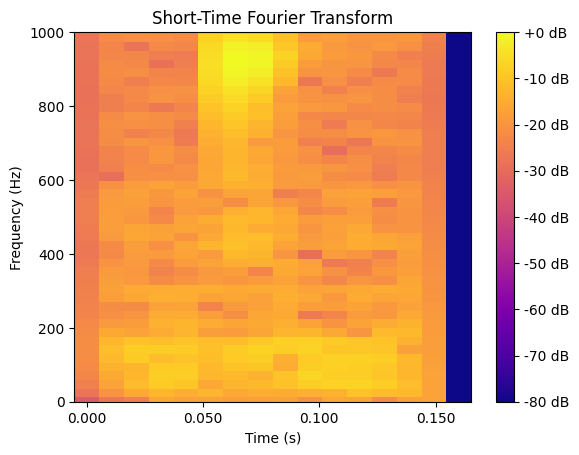 Short-Time Fourier Transform
1000
800
600
400
200
0
Frequency (Hz)
0.000
0.050
0.100
0.150
Time (s)
+0 dB
-10 dB
-20 dB
-30 dB
-40 dB
-50 dB
-60 dB
-70 dB
-80 dB